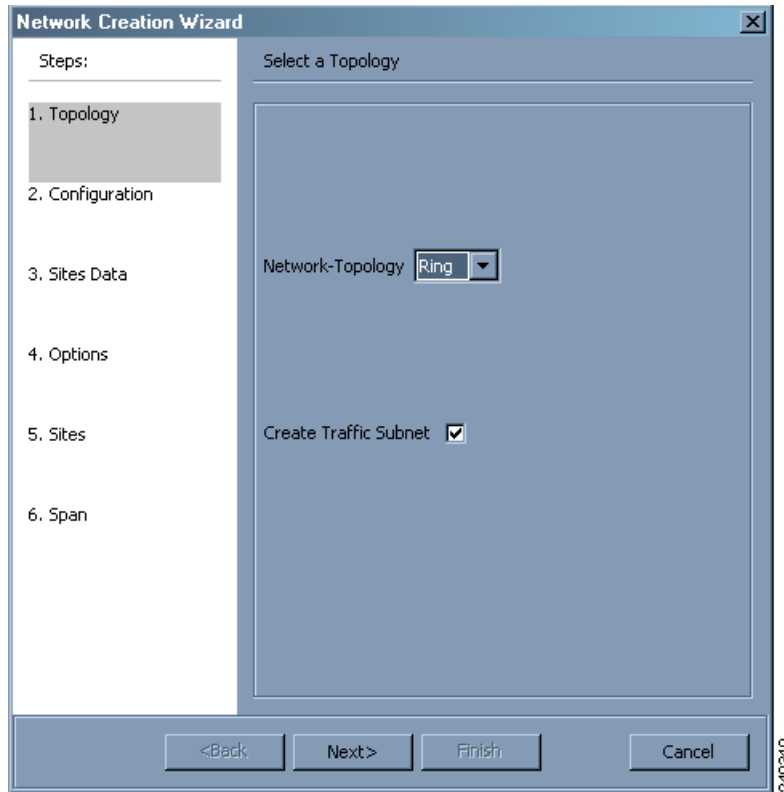 Network Creation Wizard
Steps:
Select a Topology
1. Topology
2. Configuration
3. Sites Data
4. Options
5. Sites
6. Span
Network-Topology Ring
Create Traffic Subnet
<Back Next> Finish Cancel